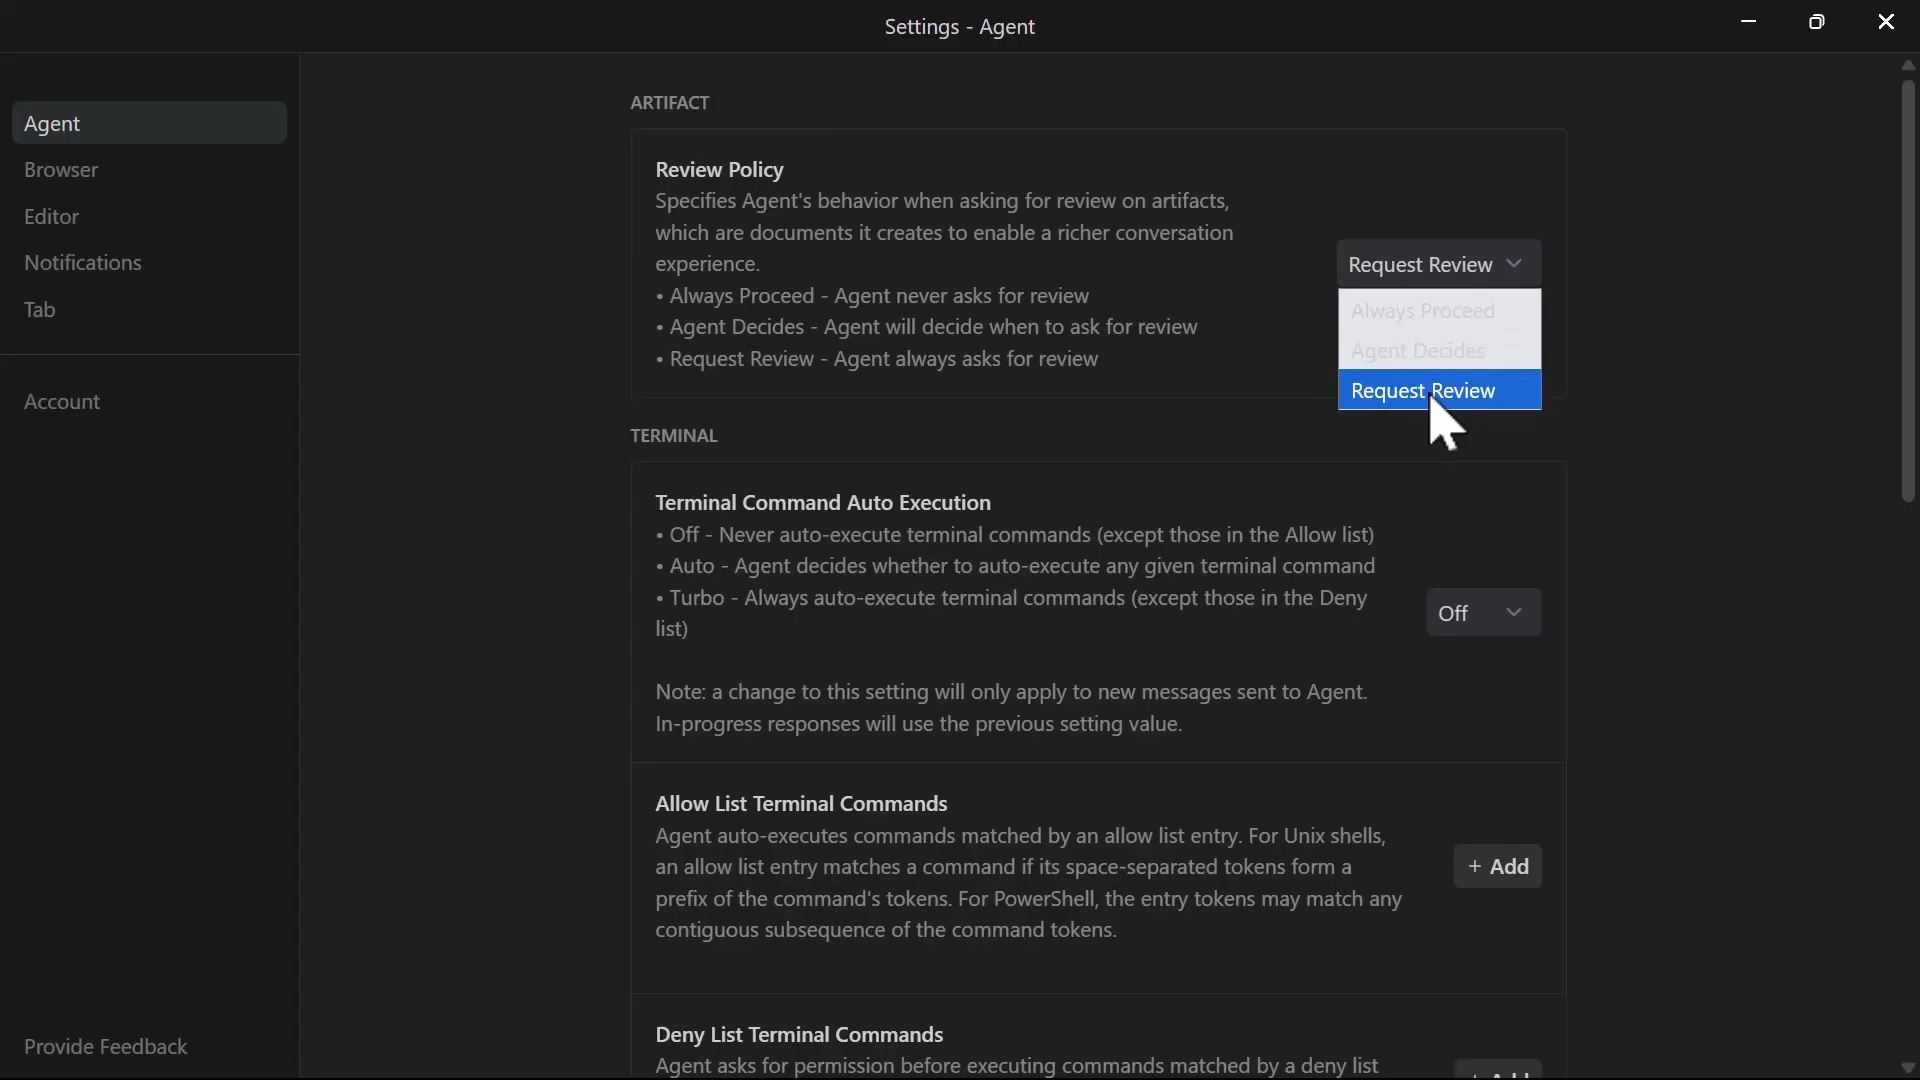 Settings - Agent
Agent
Browser
Editor
Notifications
Tab
Account
Provide Feedback
ARTIFACT
Review Policy
Specifies Agent's behavior when asking for review on artifacts,
which are documents it creates to enable a richer conversation
experience.
• Always Proceed - Agent never asks for review
• Agent Decides - Agent will decide when to ask for review
• Request Review - Agent always asks for review
Request Review
Always Proceed
Agent Decides
Request Review
TERMINAL
Terminal Command Auto Execution
• Off - Never auto-execute terminal commands (except those in the Allow list)
• Auto - Agent decides whether to auto-execute any given terminal command
• Turbo - Always auto-execute terminal commands (except those in the Deny
list)
Off
Note: a change to this setting will only apply to new messages sent to Agent.
In-progress responses will use the previous setting value.
Allow List Terminal Commands
Agent auto-executes commands matched by an allow list entry. For Unix shells,
an allow list entry matches a command if its space-separated tokens form a
prefix of the command's tokens. For PowerShell, the entry tokens may match any
contiguous subsequence of the command tokens.
+ Add
Deny List Terminal Commands
Agent asks for permission before executing commands matched by a deny list